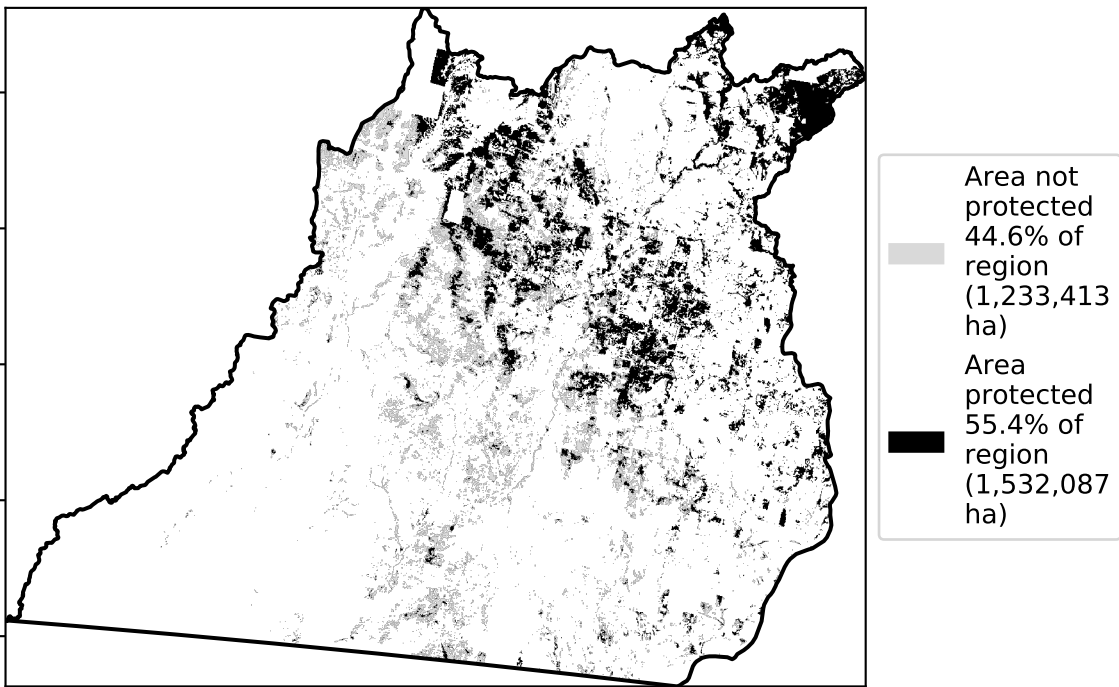 Area not
protected
44.6% of
region
(1,233,413
ha)
Area
protected
55.4% of
region
(1,532,087
ha)